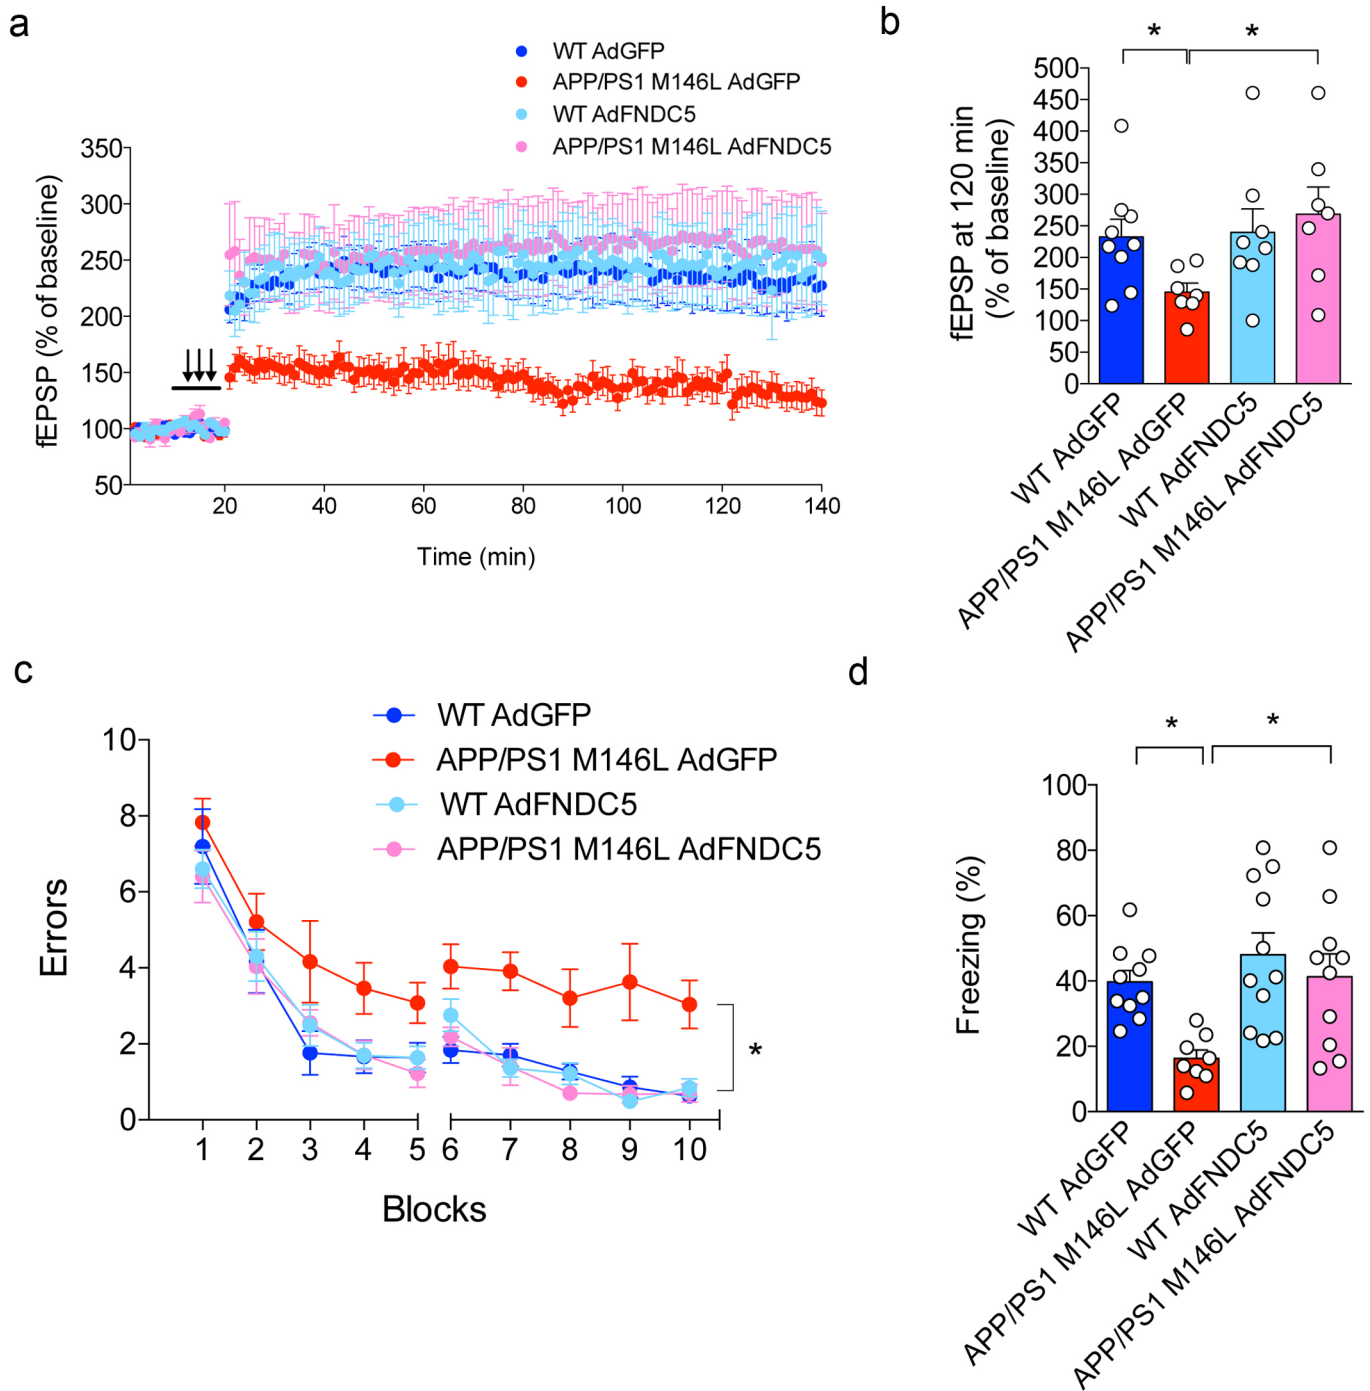 a
WT AdGFP
APP/PS1 M146L AdGFP
WT AdFNDC5
APP/PS1 M146L AdFNDC5
350
300
250
200
150
100
50
fEPSP (% of baseline)
20 40 60 80 100 120 140
Time (min)
b
* *
500
450
400
350
300
250
200
150
100
50
0
fEPSP at 120 min
(% of baseline)
WT AdGFP
APP/PS1 M146L AdGFP
WT AdFNDC5
APP/PS1 M146L AdFNDC5
c
WT AdGFP
APP/PS1 M146L AdGFP
WT AdFNDC5
APP/PS1 M146L AdFNDC5
10
8
6
4
2
0
Errors
*
1 2 3 4 5 6 7 8 9 10
Blocks
d
* *
100
80
60
40
20
0
Freezing (%)
WT AdGFP
APP/PS1 M146L AdGFP
WT AdFNDC5
APP/PS1 M146L AdFNDC5